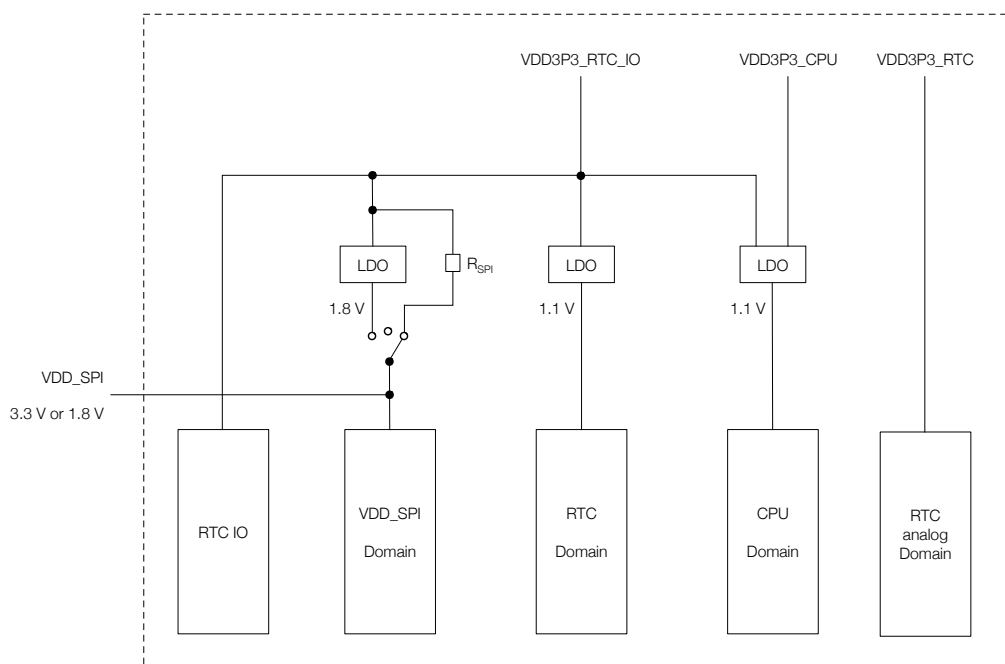 VDD3P3_RTC_IO
VDD3P3_CPU
VDD3P3_RTC
LDO
R_SPI
LDO
LDO
1.8 V
1.1 V
1.1 V
VDD_SPI
3.3 V or 1.8 V
RTC IO
VDD_SPI
Domain
RTC
Domain
CPU
Domain
RTC
analog
Domain